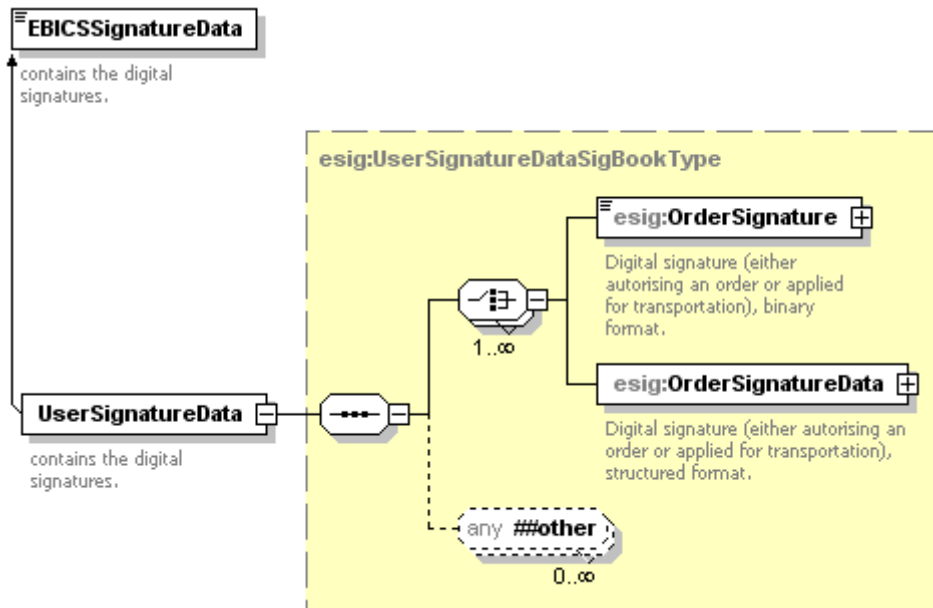 EBICSSignatureData
contains the digital
signatures.
esig:UserSignatureDataSigBookType
esig:OrderSignature
Digital signature (either
autorising an order or applied
for transportation), binary
format.
1..∞
esig:OrderSignatureData
Digital signature (either autorising an
order or applied for transportation),
structured format.
UserSignatureData
contains the digital
signatures.
any ##other
0..∞